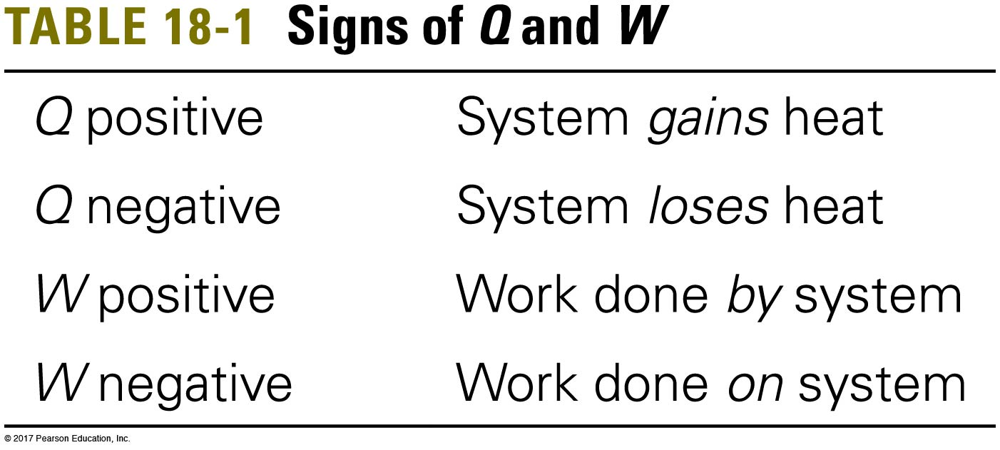 TABLE 18-1 Signs of Q and W
Q positive System gains heat
Q negative System loses heat
W positive Work done by system
W negative Work done on system
© 2017 Pearson Education, Inc.